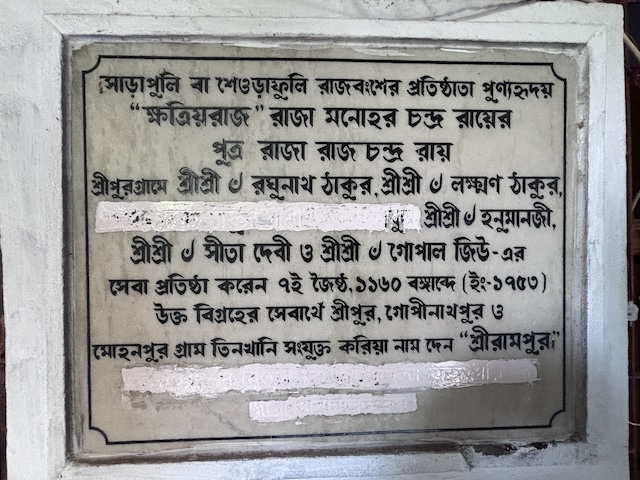 সাড়াপুলি বা শেওড়াফুলি রাজবংশের প্রতিষ্ঠাতা পুণ্যহৃদয়
“ক্ষত্রিয়রাজ” রাজা মনোহর চন্দ্র রায়ের
পুত্র রাজা রাজ চন্দ্র রায়
শ্রীপুরগ্রামে শ্রীশ্রী ৺ রঘুনাথ ঠাকুর, শ্রীশ্রী ৺ লক্ষ্মণ ঠাকুর,
শ্রীশ্রী ৺ হনুমানজী,
শ্রীশ্রী ৺ সীতা দেবী ও শ্রীশ্রী ৺ গোপাল জিউ-এর
সেবা প্রতিষ্ঠা করেন ৭ই জৈষ্ঠ, ১১৬০ বঙ্গাব্দে (ইং-১৭৫৩)
উক্ত বিগ্রহের সেবার্থে শ্রীপুর, গোপীনাথপুর ও
মোহনপুর গ্রাম তিনখানি সংযুক্ত করিয়া নাম দেন “শ্রীরামপুর।”